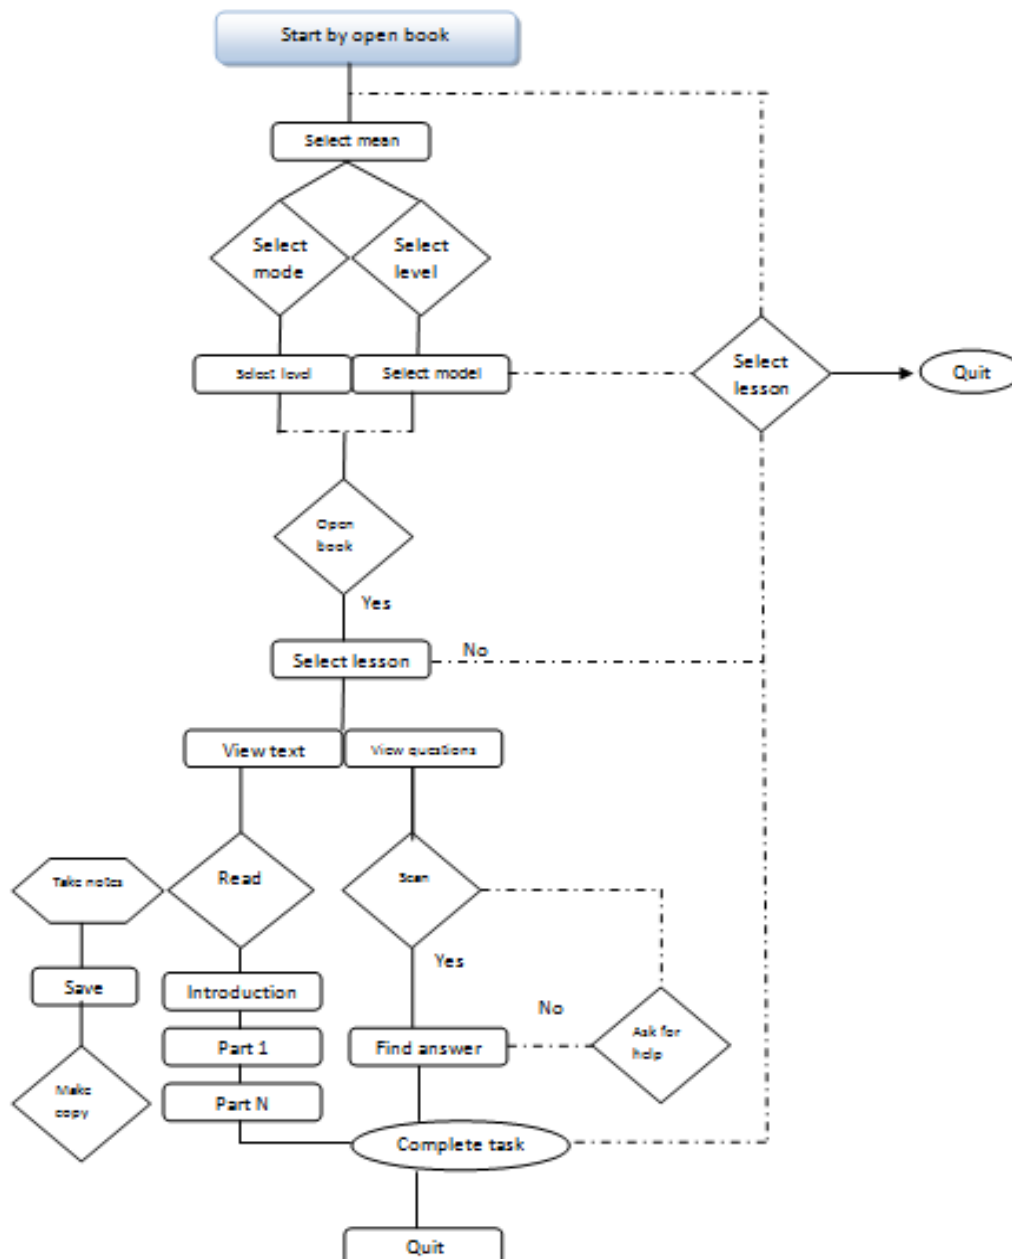 Start by open book
Select mean
Select
mode
Select
level
Select level
Select model
Select
lesson
Quit
Open
book
Yes
Select lesson
No
View text
View questions
Take notes
Read
Scan
Yes
Save
Introduction
No
Part 1
Find answer
Ask for
help
Make
copy
Part N
Complete task
Quit